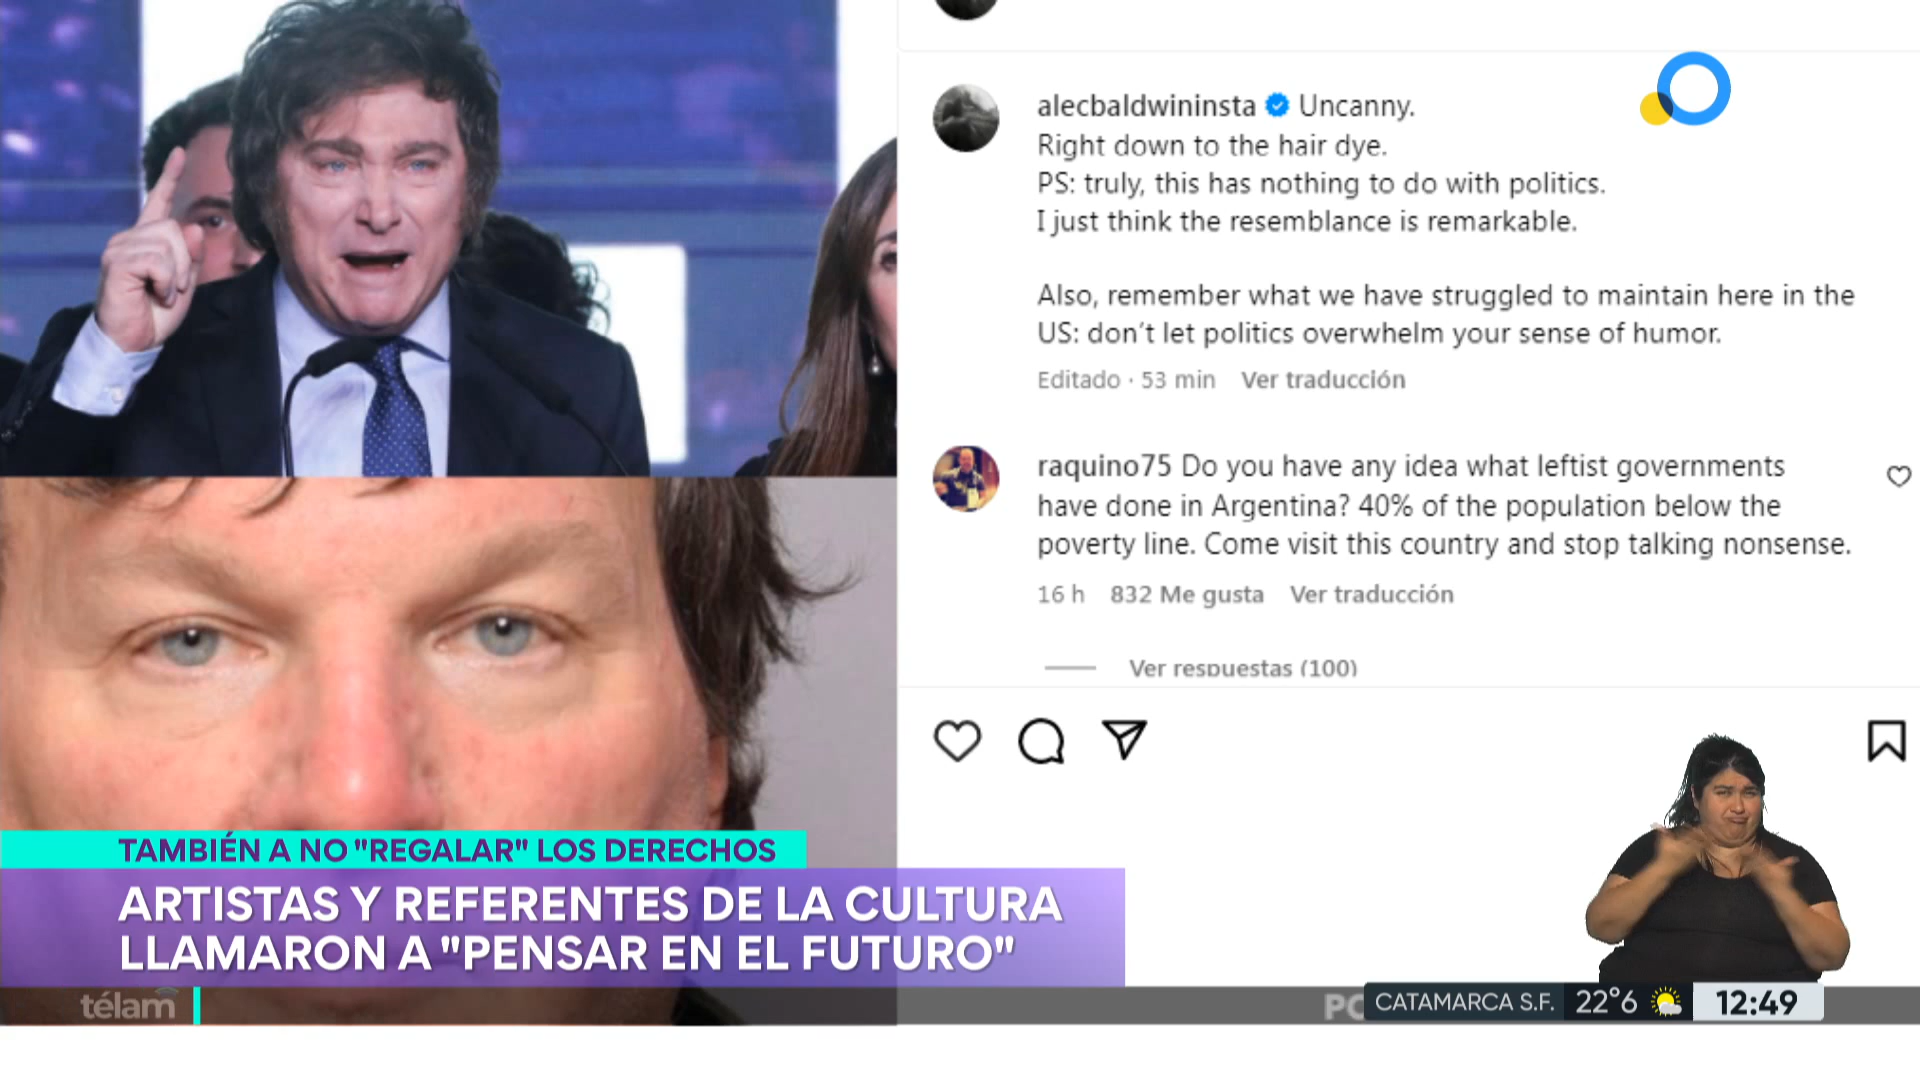 alecbaldwininsta Uncanny.
Right down to the hair dye.
PS: truly, this has nothing to do with politics.
I just think the resemblance is remarkable.
Also, remember what we have struggled to maintain here in the
US: don't let politics overwhelm your sense of humor.
Editado · 53 min Ver traducción
raquino75 Do you have any idea what leftist governments
have done in Argentina? 40% of the population below the
poverty line. Come visit this country and stop talking nonsense.
16 h 832 Me gusta Ver traducción
Ver respuestas (100)
TAMBIÉN A NO "REGALAR" LOS DERECHOS
ARTISTAS Y REFERENTES DE LA CULTURA
LLAMARON A "PENSAR EN EL FUTURO"
télam
CATAMARCA S.F. 22°6 12:49